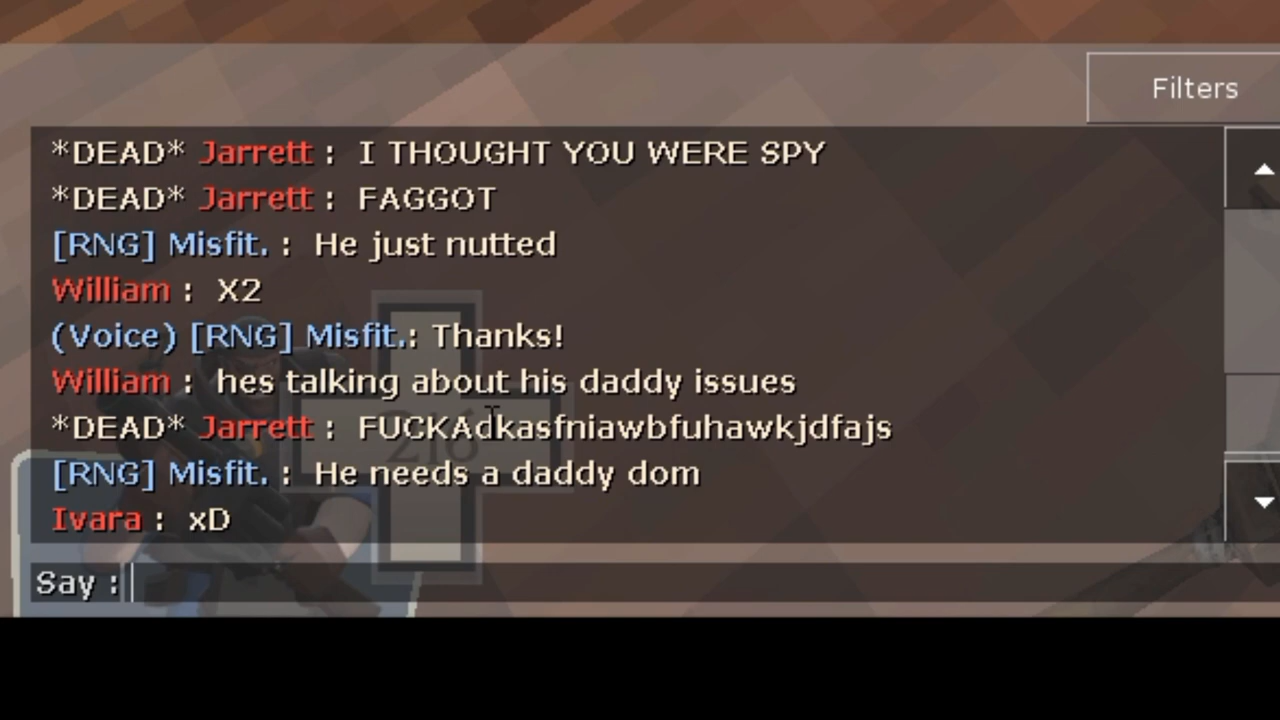 Filters
*DEAD* Jarrett :  I THOUGHT YOU WERE SPY
*DEAD* Jarrett :  FAGGOT
[RNG] Misfit. :  He just nutted
William :  X2
(Voice) [RNG] Misfit.: Thanks!
William :  hes talking about his daddy issues
*DEAD* Jarrett :  FUCKAdkasfniawbfuhawkjdfajs
[RNG] Misfit. :  He needs a daddy dom
Ivara :  xD
Say :
216